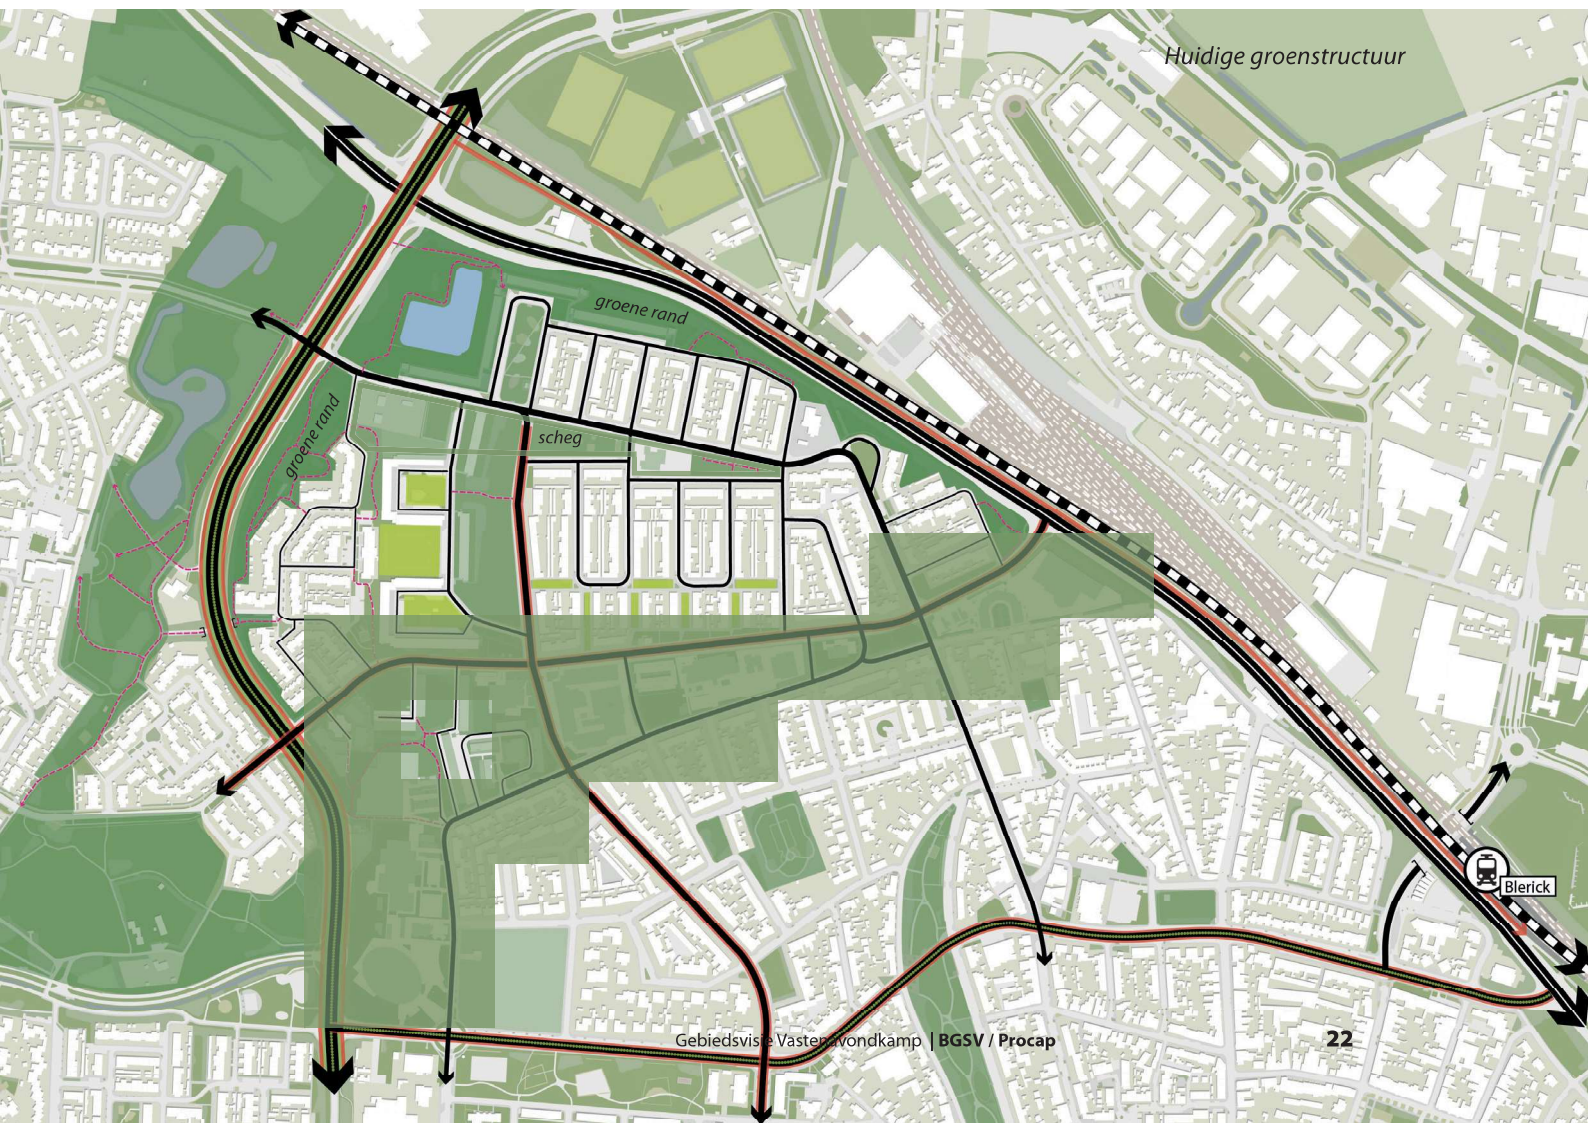 Huidige groenstructuur
groene rand
groene rand
scheg
Blerick
Gebiedsvisie Vastenavondkamp | BGSV / Procap
22